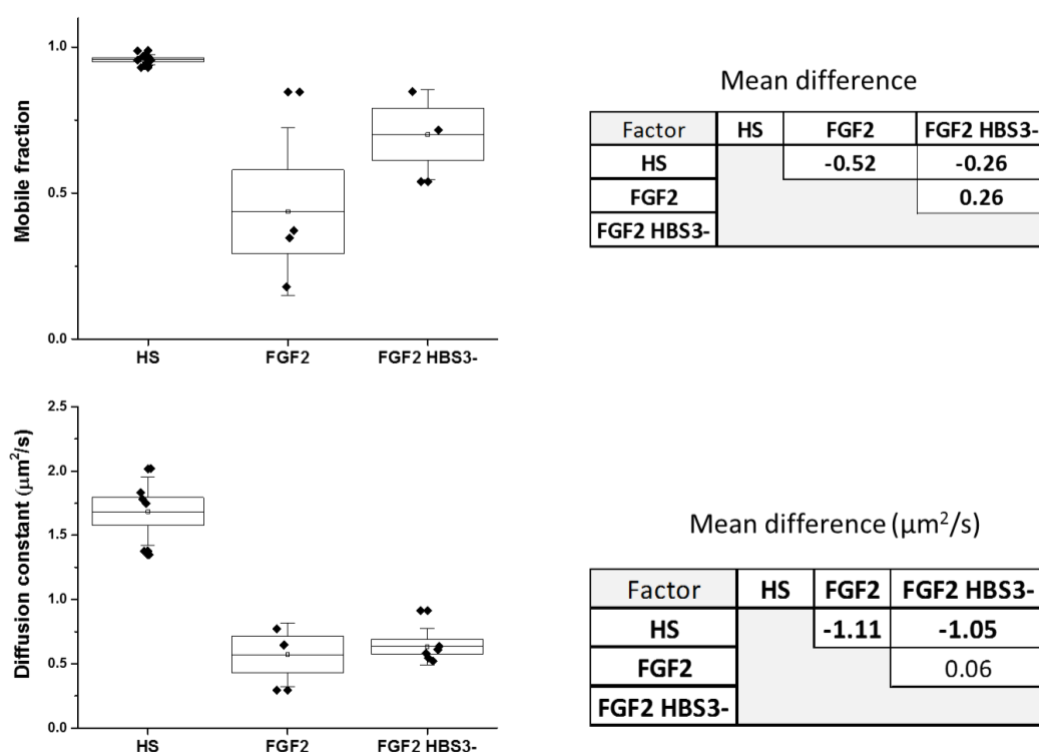 Mobile fraction
1.0
0.5
0.0
HS FGF2 FGF2 HBS3-
Mean difference
Factor HS FGF2 FGF2 HBS3-
HS -0.52 -0.26
FGF2 0.26
FGF2 HBS3-
Diffusion constant (μm²/s)
2.5
2.0
1.5
1.0
0.5
0.0
HS FGF2 FGF2 HBS3-
Mean difference (μm²/s)
Factor HS FGF2 FGF2 HBS3-
HS -1.11 -1.05
FGF2 0.06
FGF2 HBS3-